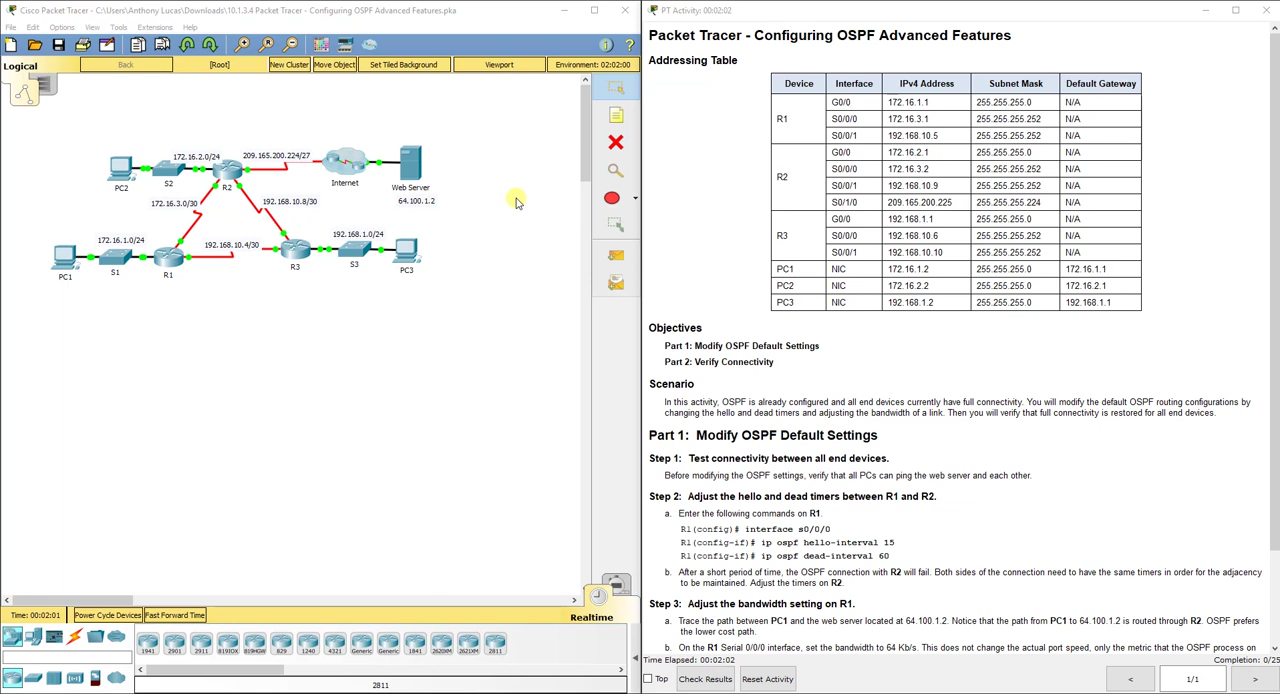 Cisco Packet Tracer - C:\Users\Anthony Lucas\Downloads\10.1.3.4 Packet Tracer - Configuring OSPF Advanced Features.pka
File Edit Options View Tools Extensions Help
Logical Back [Root] New Cluster Move Object Set Tiled Background Viewport Environment: 02:02:00
172.16.2.0/24
209.165.200.224/27
PC2
S2
R2
Internet
Web Server
64.100.1.2
172.16.3.0/30
192.168.10.8/30
172.16.1.0/24
192.168.10.4/30
192.168.1.0/24
PC1
S1
R1
R3
S3
PC3
Time: 00:02:01 Power Cycle Devices Fast Forward Time Realtime
1941 2901 2911 819IOX 819HGW 829 1240 4321 Generic Generic 1841 2620XM 2621XM 2811
2811
PT Activity: 00:02:02
Packet Tracer - Configuring OSPF Advanced Features
Addressing Table
Device Interface IPv4 Address Subnet Mask Default Gateway
R1 G0/0 172.16.1.1 255.255.255.0 N/A
S0/0/0 172.16.3.1 255.255.255.252 N/A
S0/0/1 192.168.10.5 255.255.255.252 N/A
R2 G0/0 172.16.2.1 255.255.255.0 N/A
S0/0/0 172.16.3.2 255.255.255.252 N/A
S0/0/1 192.168.10.9 255.255.255.252 N/A
S0/1/0 209.165.200.225 255.255.255.224 N/A
R3 G0/0 192.168.1.1 255.255.255.0 N/A
S0/0/0 192.168.10.6 255.255.255.252 N/A
S0/0/1 192.168.10.10 255.255.255.252 N/A
PC1 NIC 172.16.1.2 255.255.255.0 172.16.1.1
PC2 NIC 172.16.2.2 255.255.255.0 172.16.2.1
PC3 NIC 192.168.1.2 255.255.255.0 192.168.1.1
Objectives
Part 1: Modify OSPF Default Settings
Part 2: Verify Connectivity
Scenario
In this activity, OSPF is already configured and all end devices currently have full connectivity. You will modify the default OSPF routing configurations by
changing the hello and dead timers and adjusting the bandwidth of a link. Then you will verify that full connectivity is restored for all end devices.
Part 1: Modify OSPF Default Settings
Step 1: Test connectivity between all end devices.
Before modifying the OSPF settings, verify that all PCs can ping the web server and each other.
Step 2: Adjust the hello and dead timers between R1 and R2.
a. Enter the following commands on R1.
R1(config)# interface s0/0/0
R1(config-if)# ip ospf hello-interval 15
R1(config-if)# ip ospf dead-interval 60
b. After a short period of time, the OSPF connection with R2 will fail. Both sides of the connection need to have the same timers in order for the adjacency
to be maintained. Adjust the timers on R2.
Step 3: Adjust the bandwidth setting on R1.
a. Trace the path between PC1 and the web server located at 64.100.1.2. Notice that the path from PC1 to 64.100.1.2 is routed through R2. OSPF prefers
the lower cost path.
b. On the R1 Serial 0/0/0 interface, set the bandwidth to 64 Kb/s. This does not change the actual port speed, only the metric that the OSPF process on
Time Elapsed: 00:02:02 Completion: 0/25
Top Check Results Reset Activity < 1/1 >